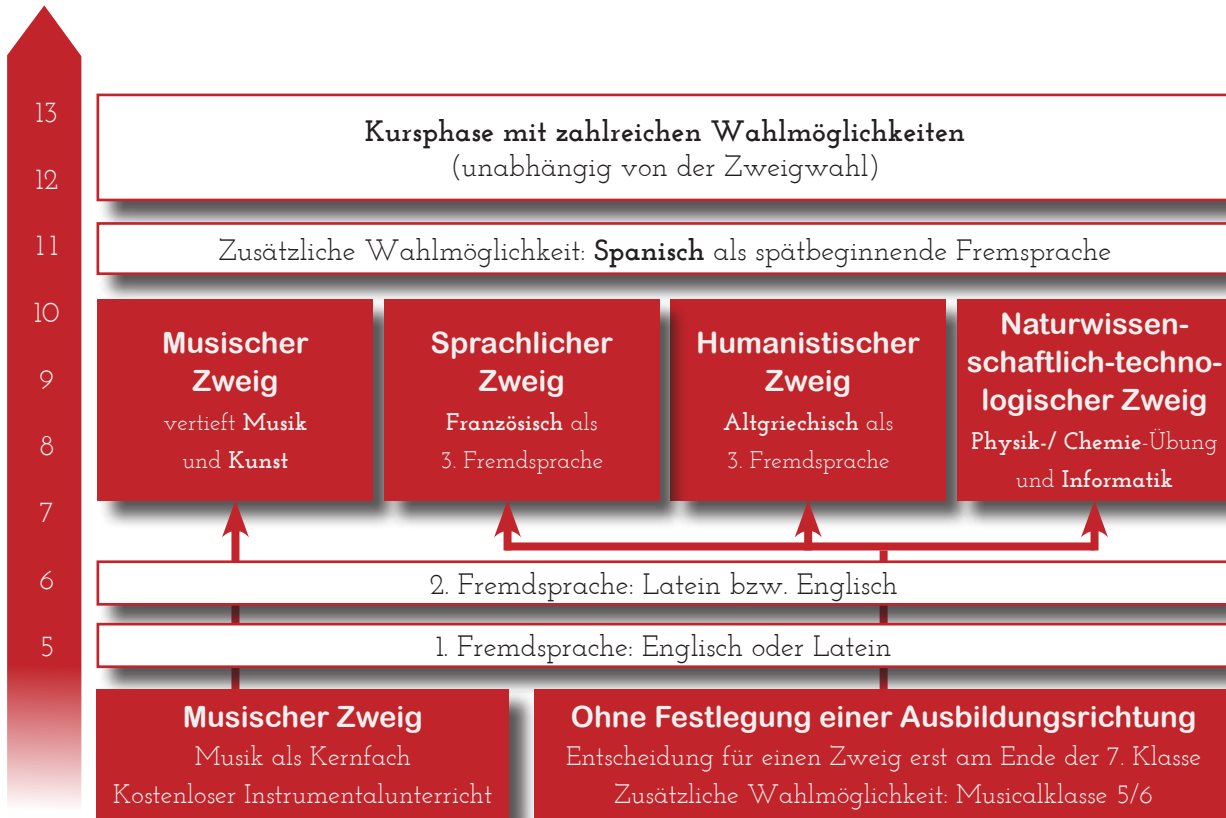 13
Kursphase mit zahlreichen Wahlmöglichkeiten
(unabhängig von der Zweigwahl)
12
11
Zusätzliche Wahlmöglichkeit: Spanisch als spätbeginnende Fremsprache
10
Musischer
Zweig
vertieft Musik
und Kunst
Sprachlicher
Zweig
Französisch als
3. Fremdsprache
Humanistischer
Zweig
Altgriechisch als
3. Fremdsprache
Naturwissen-
schaftlich-techno-
logischer Zweig
Physik-/ Chemie-Übung
und Informatik
9
8
7
6
2. Fremdsprache: Latein bzw. Englisch
5
1. Fremdsprache: Englisch oder Latein
Musischer Zweig
Musik als Kernfach
Kostenloser Instrumentalunterricht
Ohne Festlegung einer Ausbildungsrichtung
Entscheidung für einen Zweig erst am Ende der 7. Klasse
Zusätzliche Wahlmöglichkeit: Musicalklasse 5/6